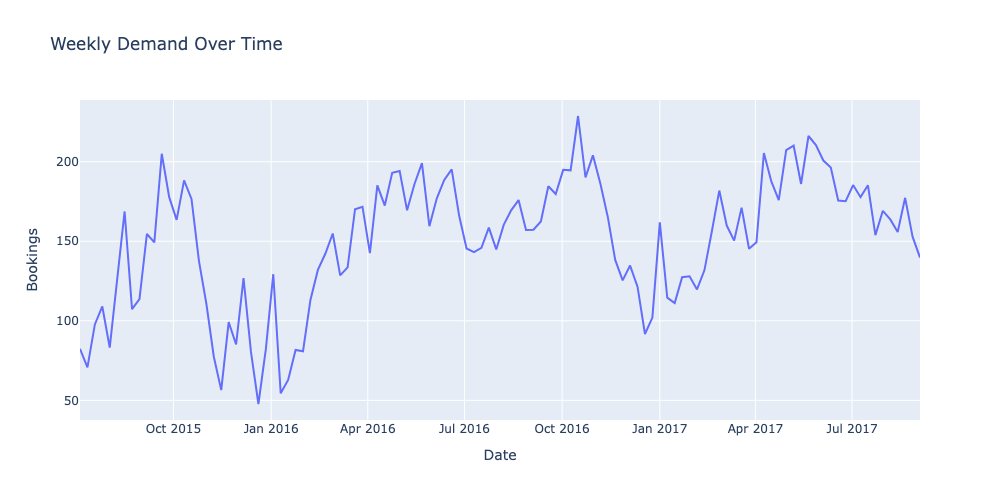 Weekly Demand Over Time
Bookings
200
150
100
50
Oct 2015
Jan 2016
Apr 2016
Jul 2016
Oct 2016
Jan 2017
Apr 2017
Jul 2017
Date